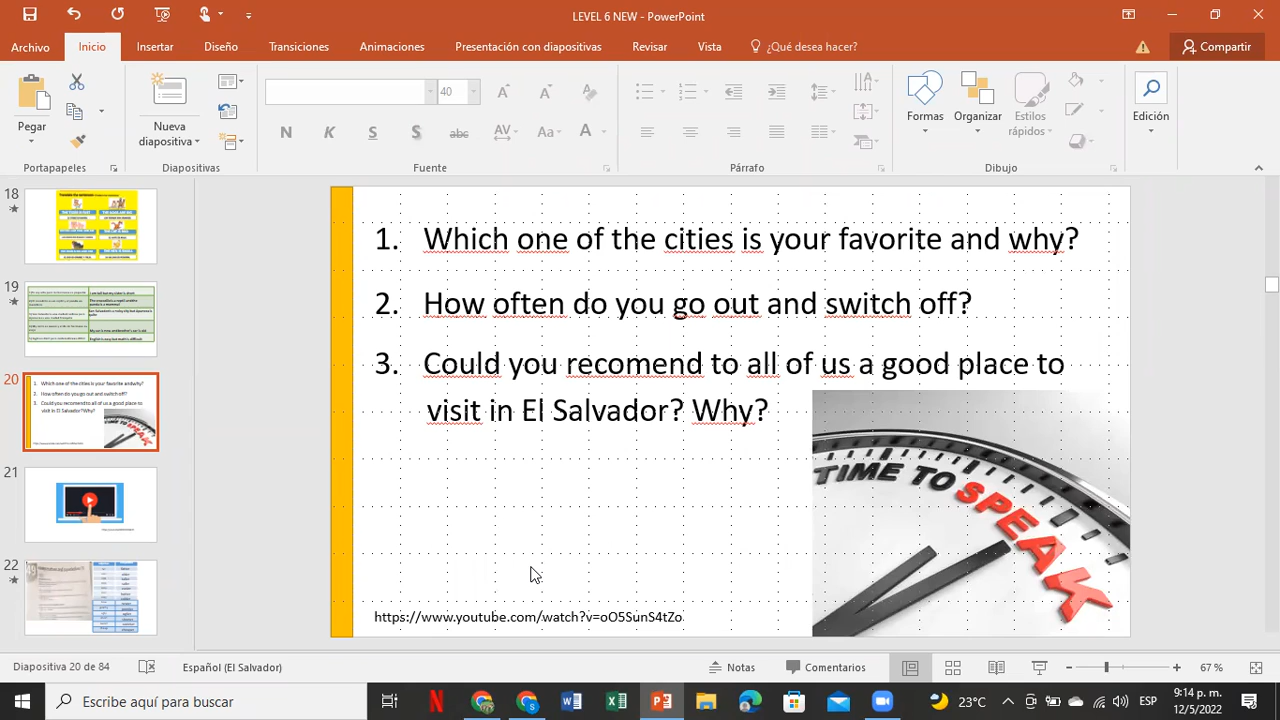 LEVEL 6 NEW - PowerPoint
Archivo Inicio Insertar Diseño Transiciones Animaciones Presentación con diapositivas Revisar Vista ¿Qué desea hacer? Compartir
Pegar
Nueva diapositiva
40
N K S S abc AV Aa A
Formas Organizar Estilos rápidos Edición
Portapapeles Diapositivas Fuente Párrafo Dibujo
18
19
20
21
22
1. Which one of the cities is your favorite and why?
2. How often do you go out and switch off?
3. Could you recomend to all of us a good place to
visit in El Salvador? Why?
TIME TO SPEAK
https://www.youtube.com/watch?v=oO5SunS4tZo
Diapositiva 20 de 84 Español (El Salvador) Notas Comentarios 67 %
Escribe aquí para buscar 23°C ESP 9:14 p. m.
12/5/2022